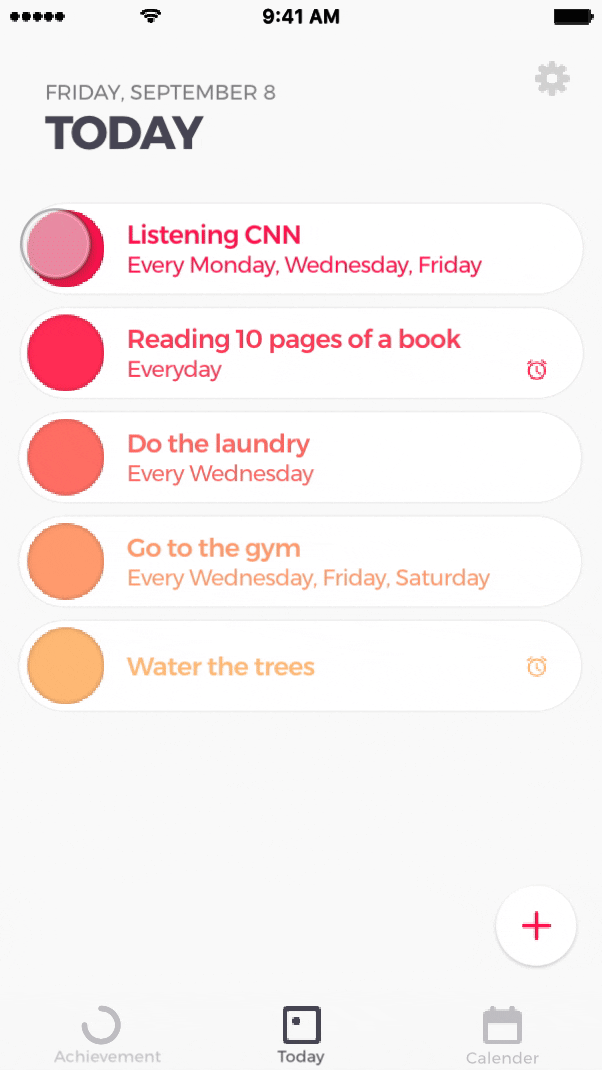 9:41 AM
FRIDAY, SEPTEMBER 8
TODAY
Listening CNN
Every Monday, Wednesday, Friday
Reading 10 pages of a book
Everyday
Do the laundry
Every Wednesday
Go to the gym
Every Wednesday, Friday, Saturday
Water the trees
Achievement
Today
Calender